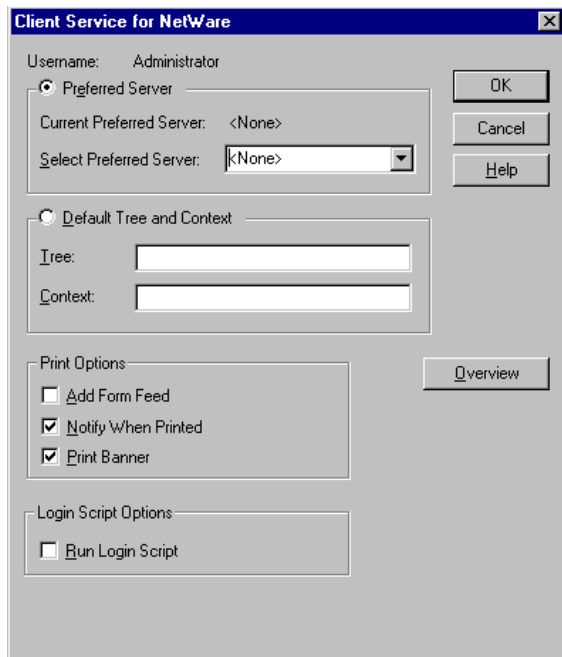 Client Service for NetWare
Username: Administrator
Preferred Server
OK
Current Preferred Server: <None>
Cancel
Select Preferred Server: <None>
Help
Default Tree and Context
Tree:
Context:
Print Options
Overview
Add Form Feed
Notify When Printed
Print Banner
Login Script Options
Run Login Script